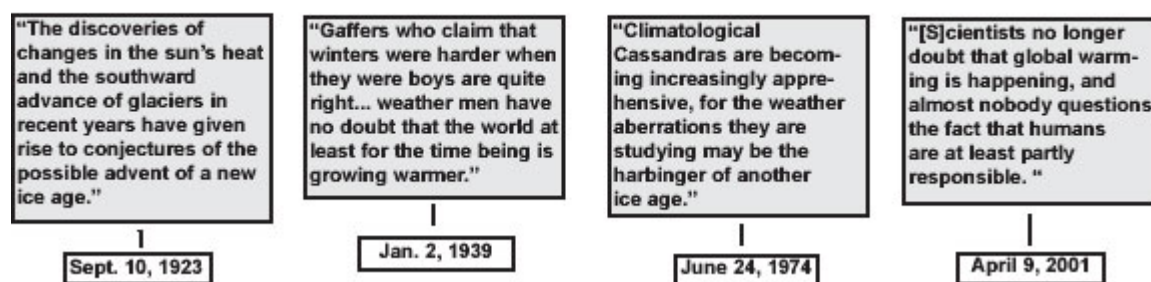 “The discoveries of
changes in the sun’s heat
and the southward
advance of glaciers in
recent years have given
rise to conjectures of the
possible advent of a new
ice age.”
Sept. 10, 1923
“Gaffers who claim that
winters were harder when
they were boys are quite
right... weather men have
no doubt that the world at
least for the time being is
growing warmer.”
Jan. 2, 1939
“Climatological
Cassandras are becom-
ing increasingly appre-
hensive, for the weather
aberrations they are
studying may be the
harbinger of another
ice age.”
June 24, 1974
“[S]cientists no longer
doubt that global warm-
ing is happening, and
almost nobody questions
the fact that humans
are at least partly
responsible. “
April 9, 2001